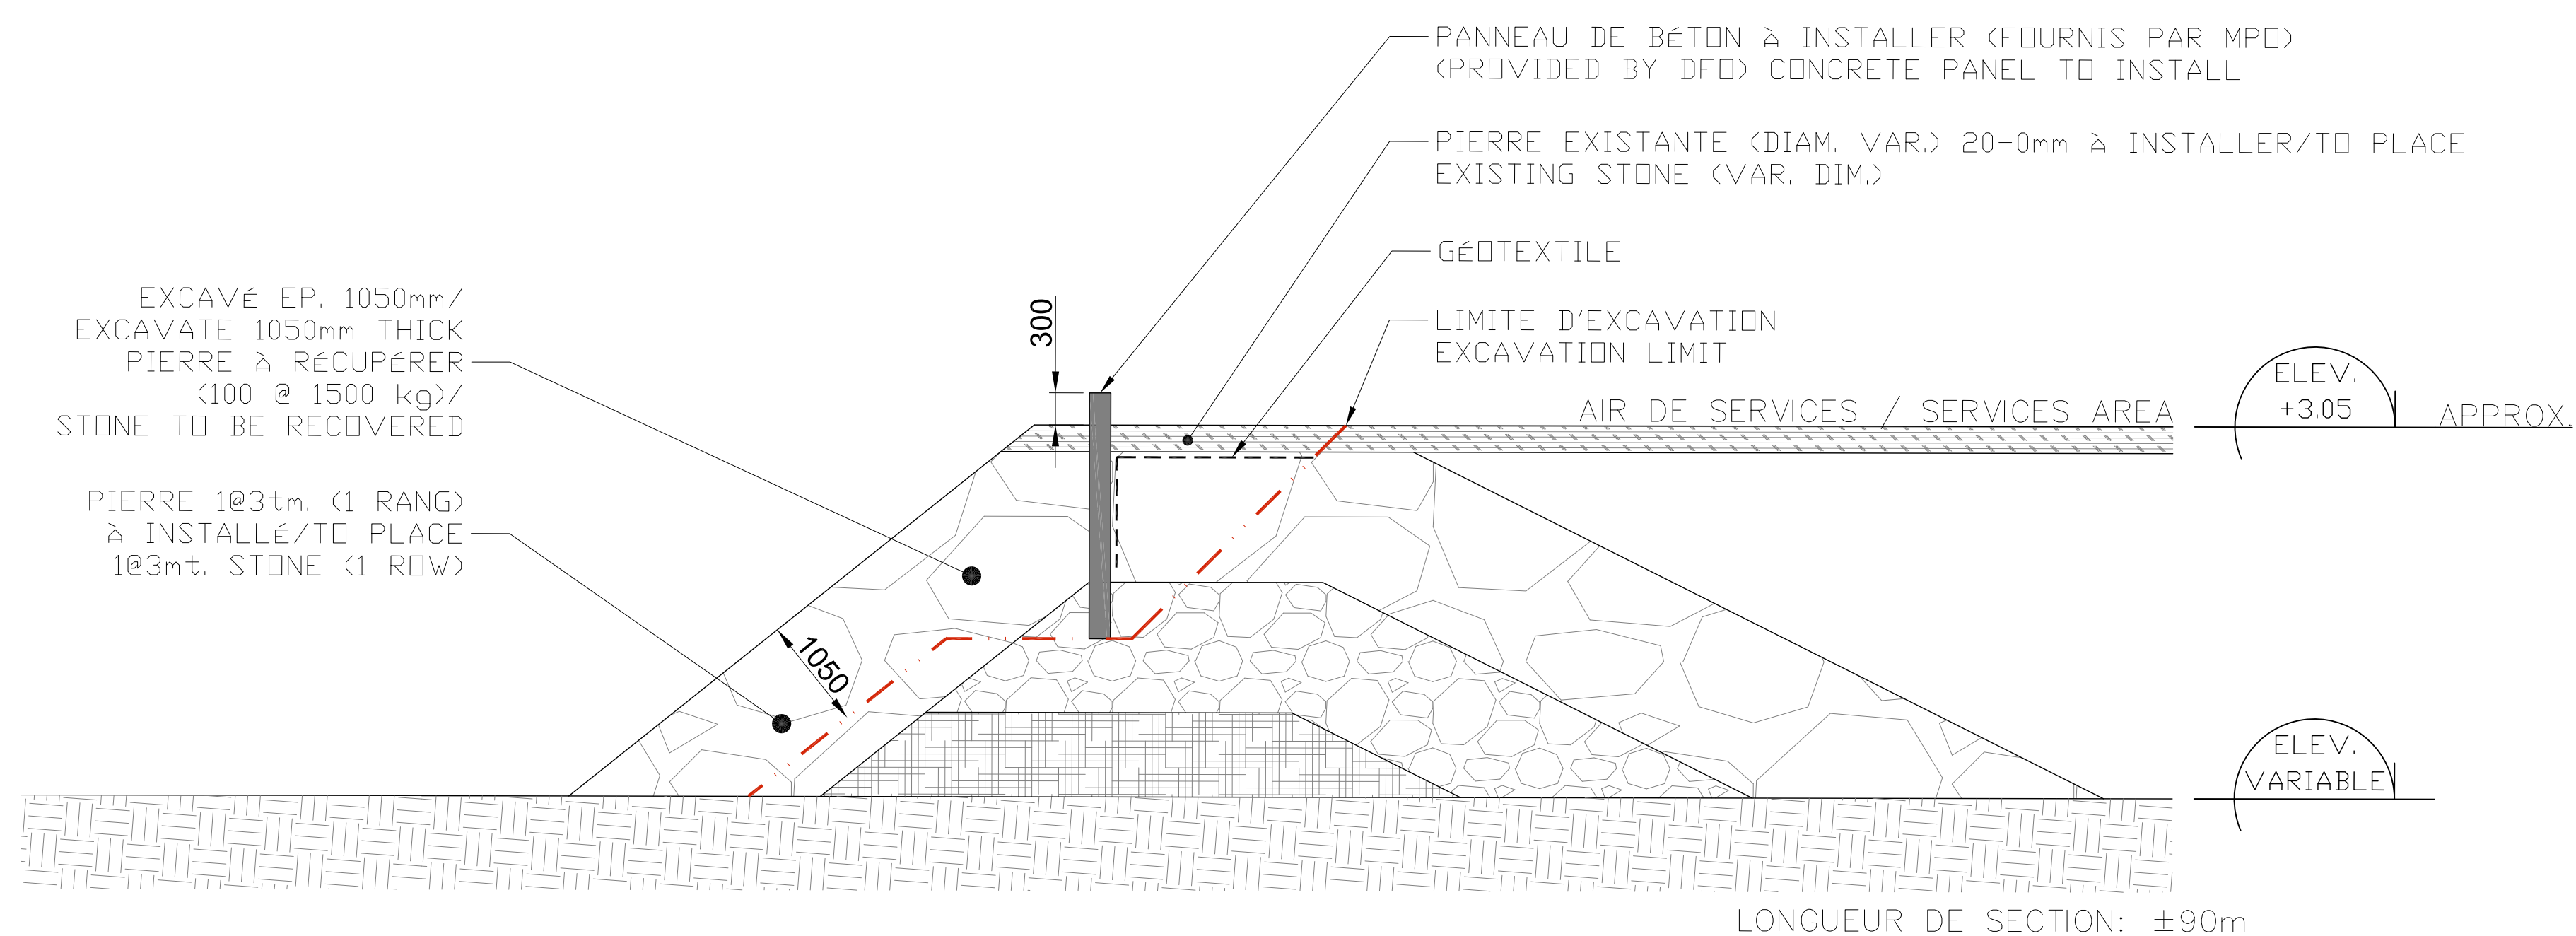 PANNEAU DE BÉTON à INSTALLER (FOURNIS PAR MPO)
(PROVIDED BY DFO) CONCRETE PANEL TO INSTALL
PIERRE EXISTANTE (DIAM. VAR.) 20-0mm à INSTALLER/TO PLACE
EXISTING STONE (VAR. DIM.)
GÉOTEXTILE
LIMITE D'EXCAVATION
EXCAVATION LIMIT
EXCAVÉ EP. 1050mm/
EXCAVATE 1050mm THICK
PIERRE à RÉCUPÉRER
(100 @ 1500 kg)/
STONE TO BE RECOVERED
PIERRE 1@3tm. (1 RANG)
à INSTALLÉ/TO PLACE
1@3mt. STONE (1 ROW)
300
1050
AIR DE SERVICES / SERVICES AREA
ELEV.
+3.05
APPROX.
ELEV.
VARIABLE
LONGUEUR DE SECTION: ±90m